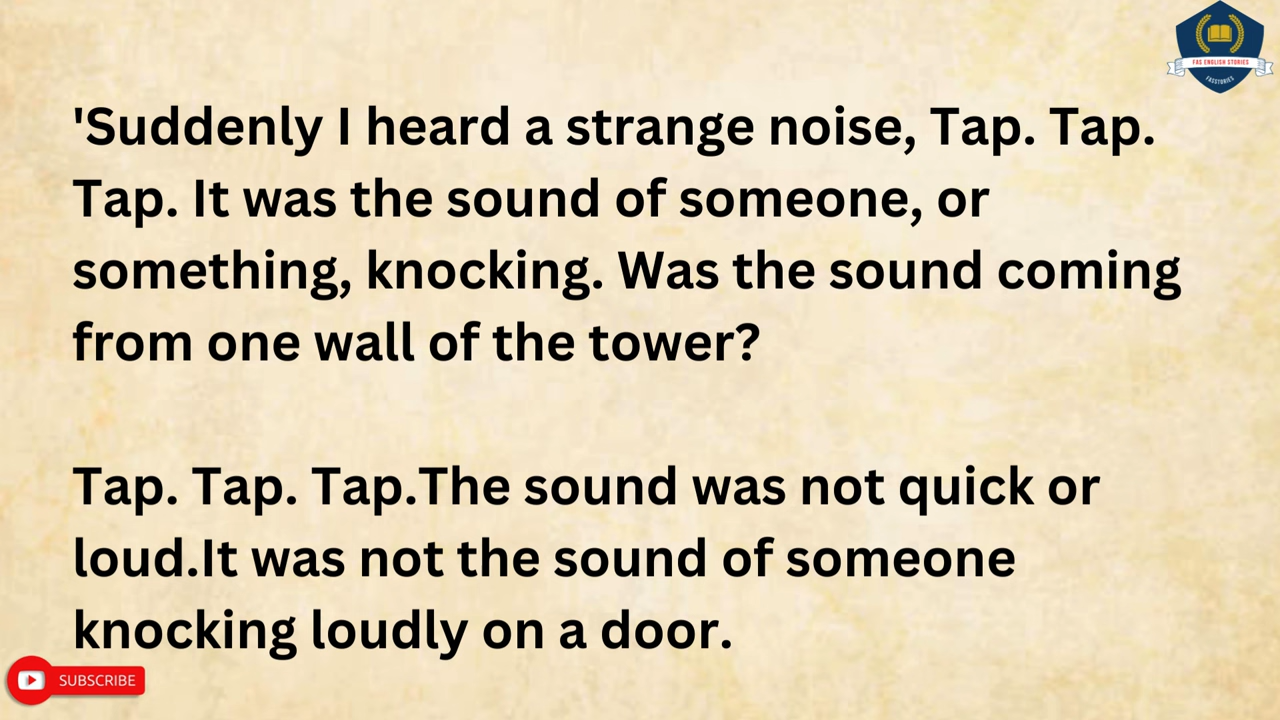 FAS ENGLISH STORIES
FASSTORIES
'Suddenly I heard a strange noise, Tap. Tap.
Tap. It was the sound of someone, or
something, knocking. Was the sound coming
from one wall of the tower?
Tap. Tap. Tap.The sound was not quick or
loud.It was not the sound of someone
knocking loudly on a door.
SUBSCRIBE